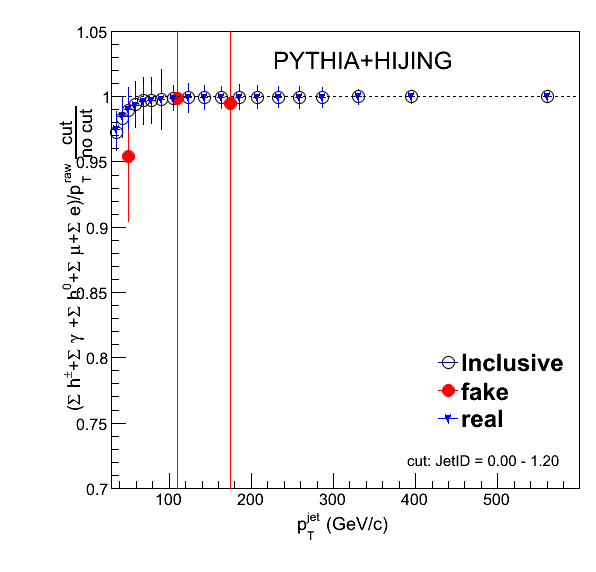 PYTHIA+HIJING
1.05
1
0.95
0.9
0.85
0.8
0.75
0.7
(Σ h± + Σ γ + Σ h⁰ + Σ μ + Σ e)/p_T^raw cut / no cut
Inclusive
fake
real
cut: JetID = 0.00 - 1.20
100 200 300 400 500
p_T^jet (GeV/c)